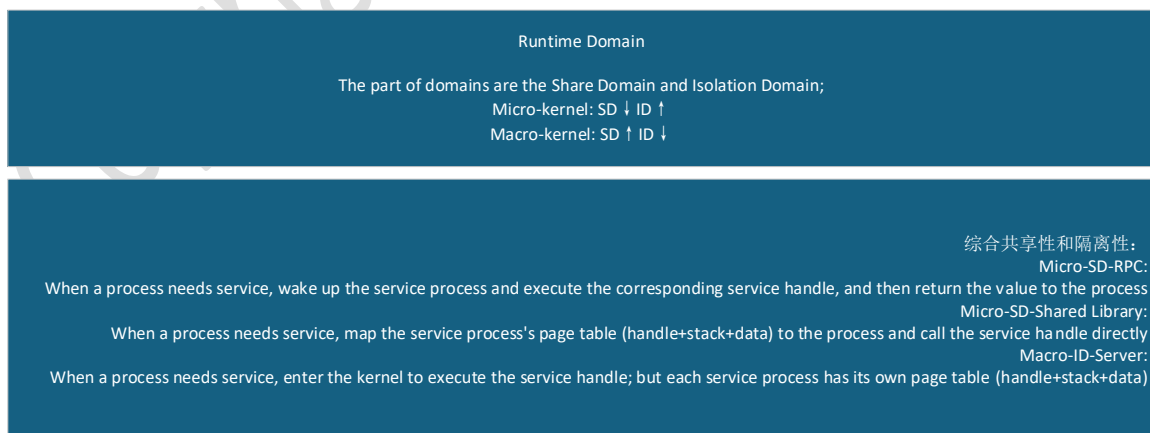 Runtime Domain
The part of domains are the Share Domain and Isolation Domain;
Micro-kernel: SD ↓ ID ↑
Macro-kernel: SD ↑ ID ↓
综合共享性和隔离性：
Micro-SD-RPC:
When a process needs service, wake up the service process and execute the corresponding service handle, and then return the value to the process
Micro-SD-Shared Library:
When a process needs service, map the service process's page table (handle+stack+data) to the process and call the service handle directly
Macro-ID-Server:
When a process needs service, enter the kernel to execute the service handle; but each service process has its own page table (handle+stack+data)